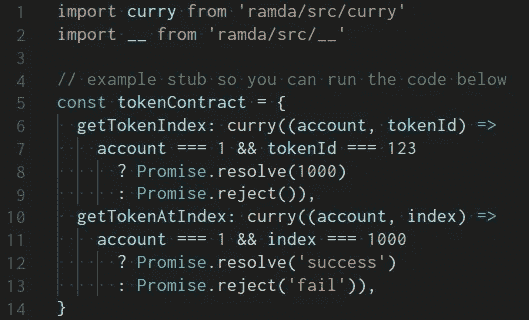 1 import curry from 'ramda/src/curry'
2 import __ from 'ramda/src/__'
3
4 // example stub so you can run the code below
5 const tokenContract = {
6   getTokenIndex: curry((account, tokenId) =>
7     account === 1 && tokenId === 123
8       ? Promise.resolve(1000)
9       : Promise.reject()),
10   getTokenAtIndex: curry((account, index) =>
11     account === 1 && index === 1000
12       ? Promise.resolve('success')
13       : Promise.reject('fail')),
14 }